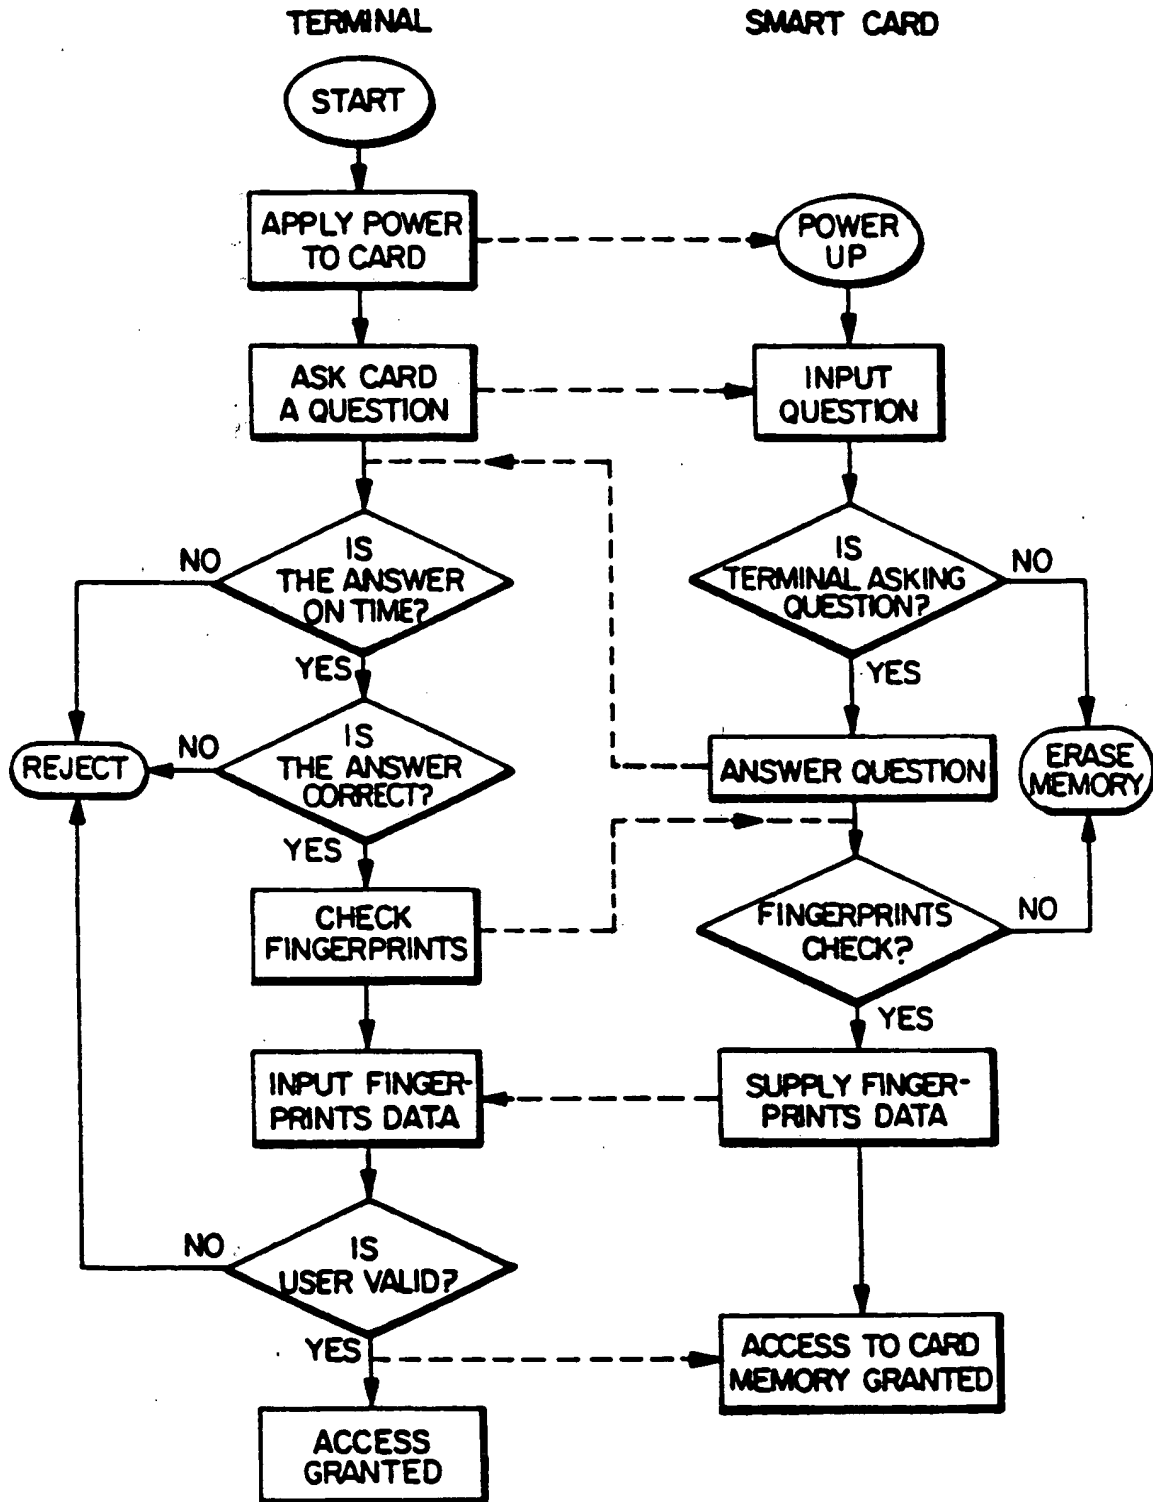 TERMINAL
SMART CARD
START
APPLY POWER
TO CARD
POWER
UP
ASK CARD
A QUESTION
INPUT
QUESTION
IS
THE ANSWER
ON TIME?
NO
YES
IS
TERMINAL ASKING
QUESTION?
NO
YES
REJECT
NO
IS
THE ANSWER
CORRECT?
YES
ANSWER QUESTION
ERASE
MEMORY
CHECK
FINGERPRINTS
FINGERPRINTS
CHECK?
NO
YES
INPUT FINGER-
PRINTS DATA
SUPPLY FINGER-
PRINTS DATA
NO
IS
USER VALID?
YES
ACCESS TO CARD
MEMORY GRANTED
ACCESS
GRANTED